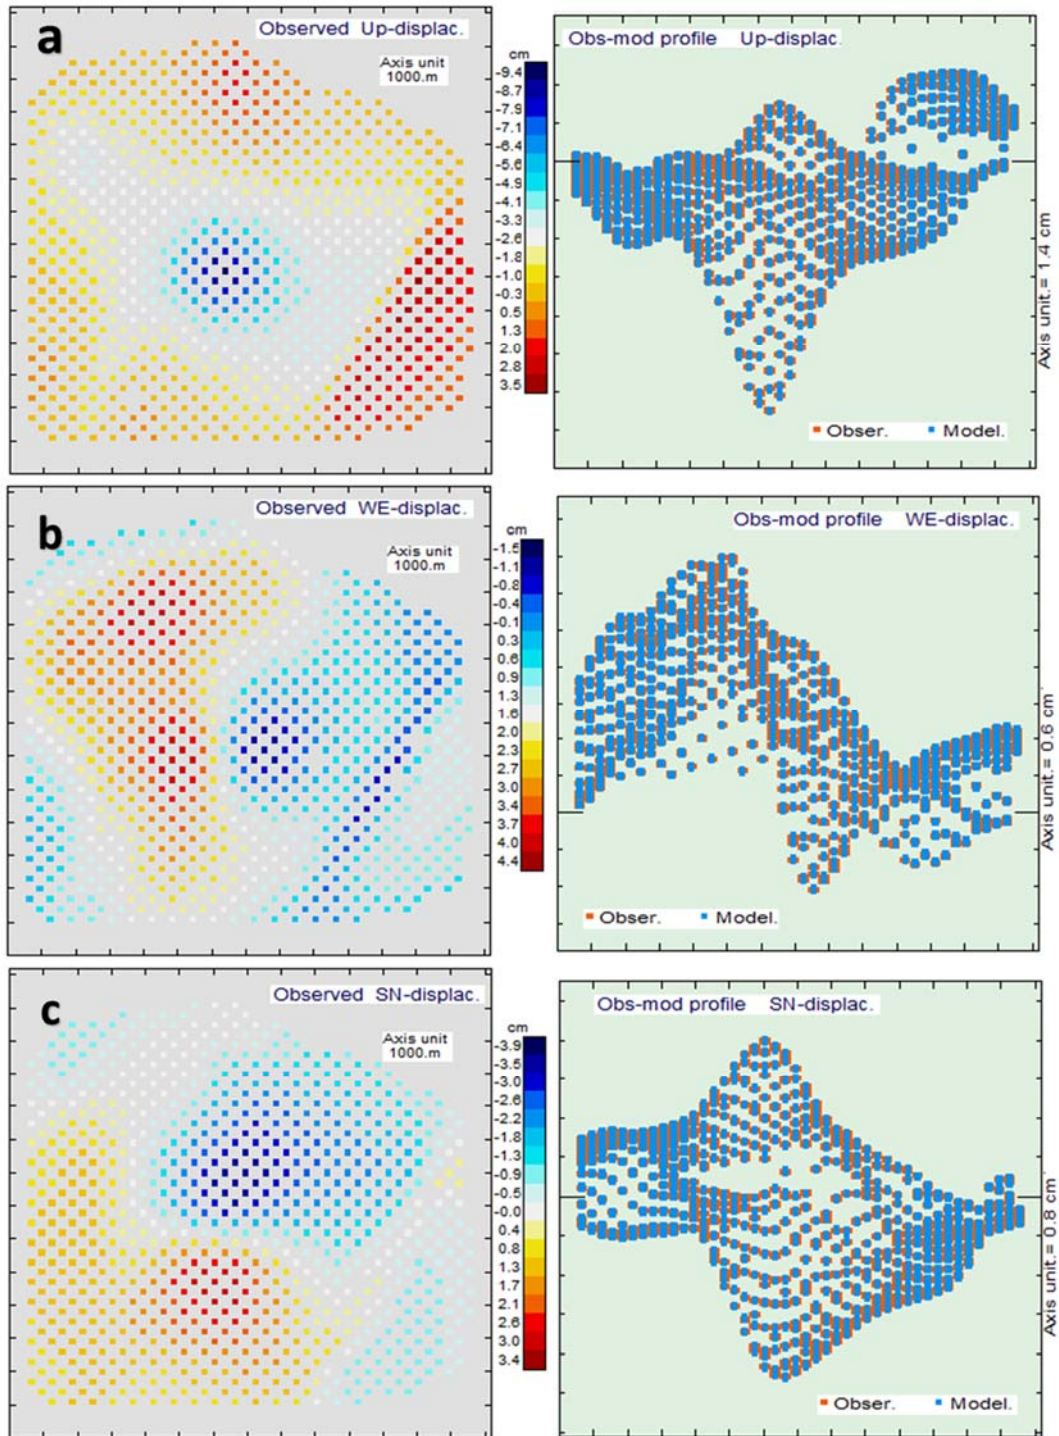 a
Observed Up-displac.
Axis unit
1000.m
cm
-9.4
-8.7
-7.9
-7.1
-6.4
-5.6
-4.9
-4.1
-3.3
-2.6
-1.8
-1.0
-0.3
0.5
1.3
2.0
2.8
3.5
Obs-mod profile Up-displac.
Axis unit.= 1.4 cm
Obser. Model.
b
Observed WE-displac.
Axis unit
1000.m
cm
-1.5
-1.1
-0.8
-0.4
-0.1
0.3
0.6
0.9
1.3
1.6
2.0
2.3
2.7
3.0
3.4
3.7
4.0
4.4
Obs-mod profile WE-displac.
Axis unit.= 0.6 cm
Obser. Model.
c
Observed SN-displac.
Axis unit
1000.m
cm
-3.9
-3.5
-3.0
-2.6
-2.2
-1.8
-1.3
-0.9
-0.5
-0.0
0.4
0.8
1.3
1.7
2.1
2.6
3.0
3.4
Obs-mod profile SN-displac.
Axis unit.= 0.8 cm
Obser. Model.